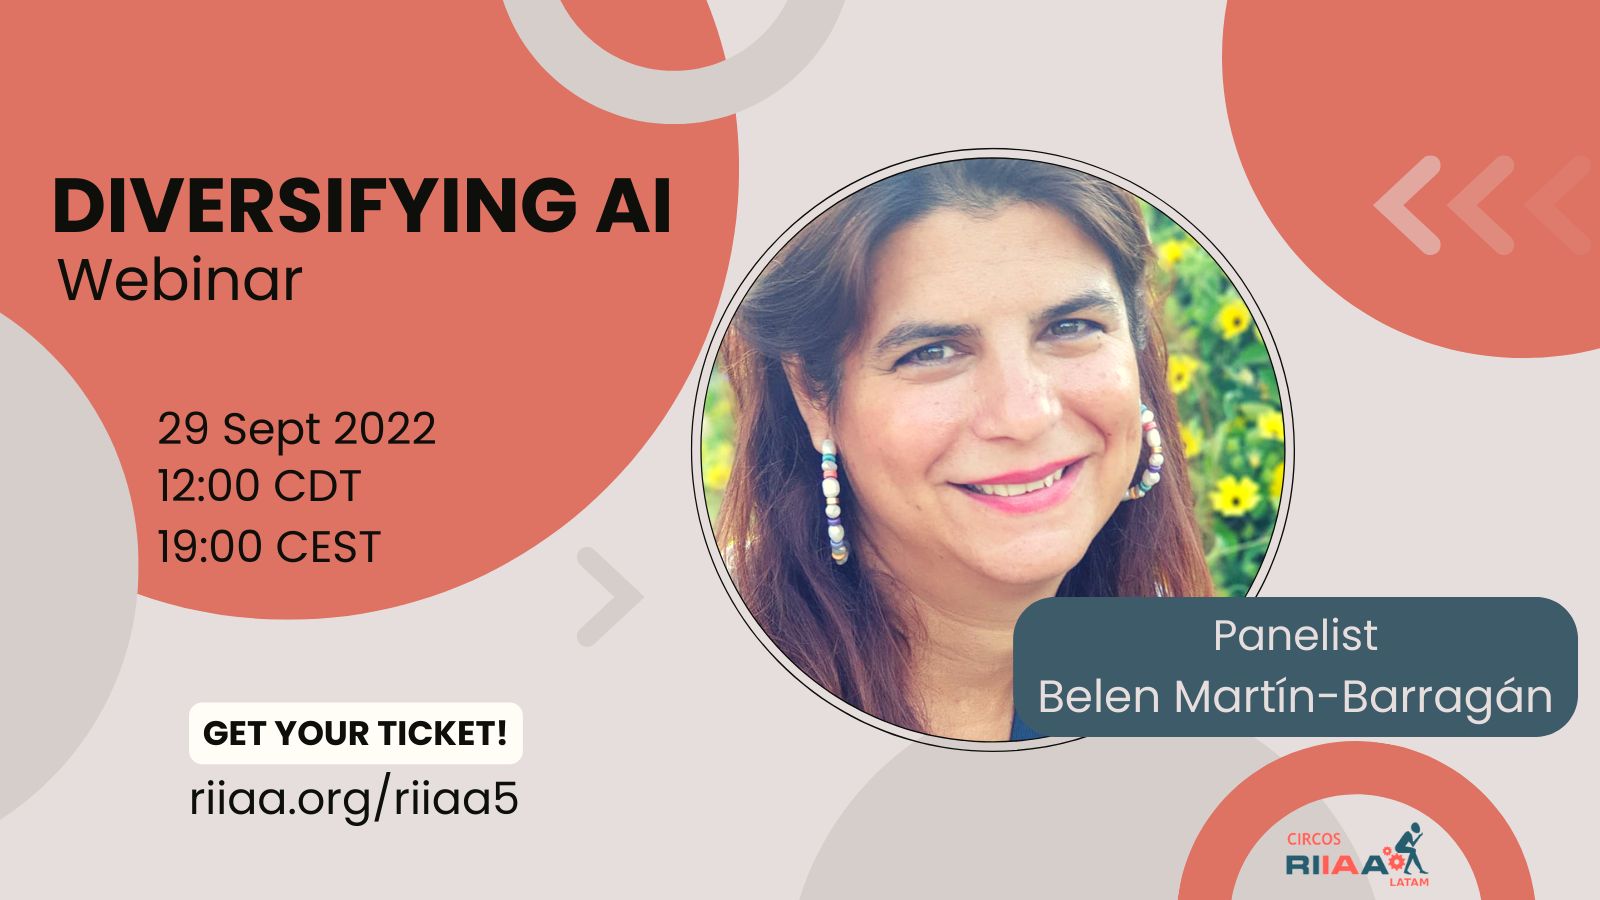 DIVERSIFYING AI
Webinar
29 Sept 2022
12:00 CDT
19:00 CEST
GET YOUR TICKET!
riiaa.org/riiaa5
Panelist
Belen Martín-Barragán
CIRCOS
RIIAA
LATAM